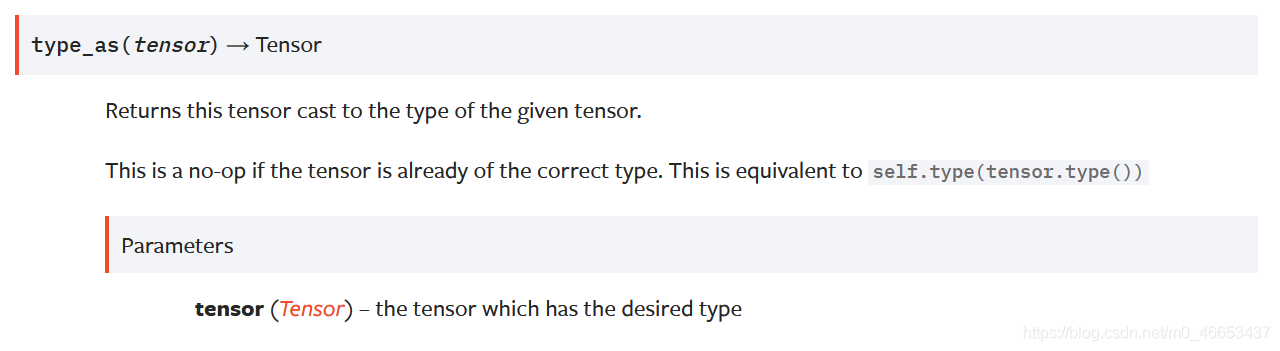 type_as(tensor) → Tensor
Returns this tensor cast to the type of the given tensor.
This is a no-op if the tensor is already of the correct type. This is equivalent to self.type(tensor.type())
Parameters
tensor (Tensor) – the tensor which has the desired type
https://blog.csdn.net/m0_46653437